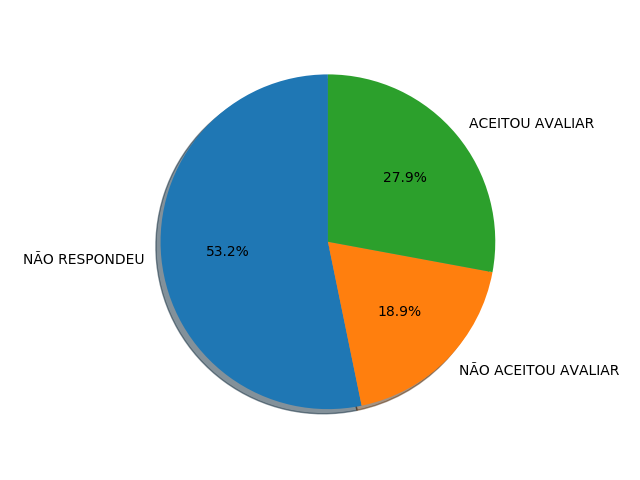 ACEITOU AVALIAR
27.9%
53.2%
NÃO RESPONDEU
18.9%
NÃO ACEITOU AVALIAR